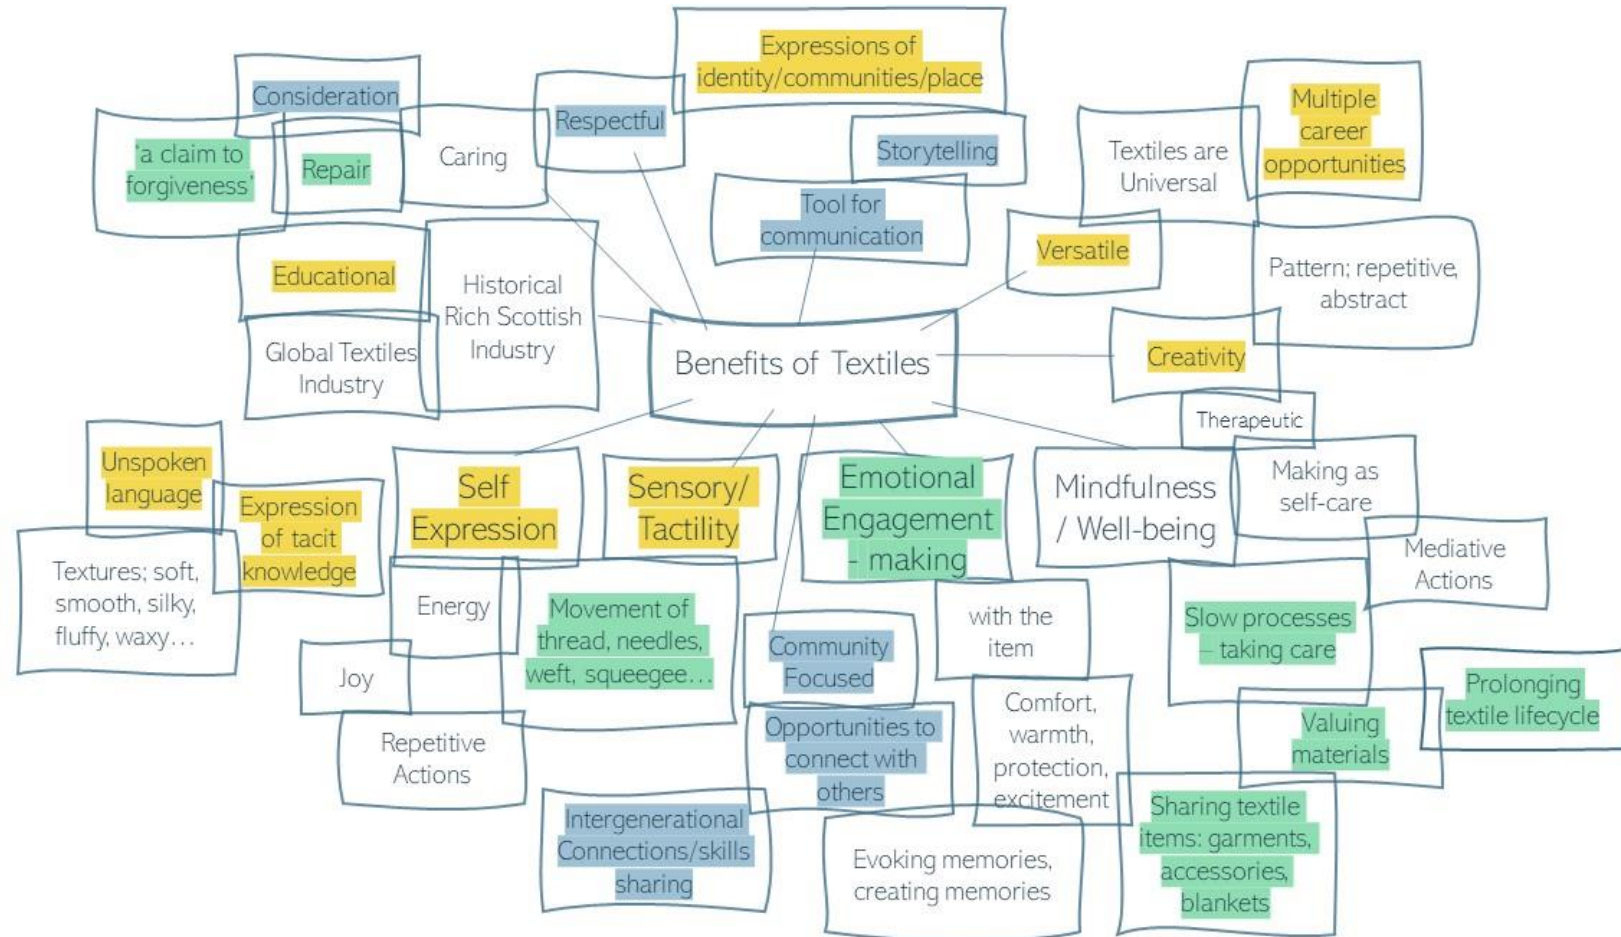 Expressions of
identity/communities/place
Consideration
Respectful
Multiple
career
opportunities
'a claim to
forgiveness'
Repair
Caring
Storytelling
Textiles are
Universal
Tool for
communication
Versatile
Educational
Historical
Rich Scottish
Industry
Pattern; repetitive,
abstract
Global Textiles
Industry
Benefits of Textiles
Creativity
Therapeutic
Unspoken
language
Expression
of tacit
knowledge
Self
Expression
Sensory/
Tactility
Emotional
Engagement
- making
Mindfulness
/ Well-being
Making as
self-care
Textures; soft,
smooth, silky,
fluffy, waxy…
Energy
Movement of
thread, needles,
weft, squeegee…
with the
item
Mediative
Actions
Slow processes
– taking care
Joy
Community
Focused
Prolonging
textile lifecycle
Repetitive
Actions
Opportunities to
connect with
others
Comfort,
warmth,
protection,
excitement
Valuing
materials
Intergenerational
Connections/skills
sharing
Evoking memories,
creating memories
Sharing textile
items: garments,
accessories,
blankets